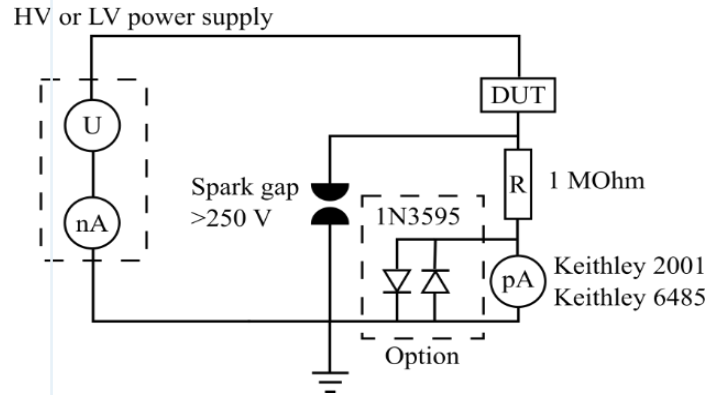 HV or LV power supply
DUT
U
Spark gap
>250 V
R
1 MOhm
1N3595
nA
pA
Keithley 2001
Keithley 6485
Option